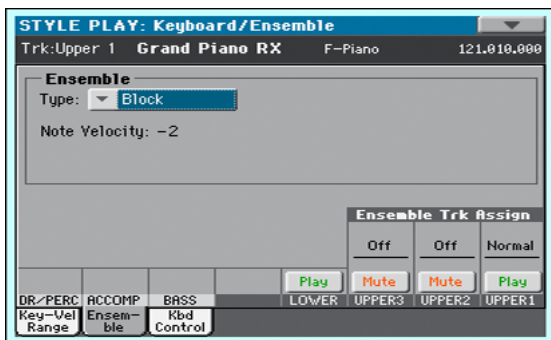 STYLE PLAY: Keyboard/Ensemble
Trk:Upper 1 Grand Piano RX F-Piano 121.010.000
Ensemble
Type: Block
Note Velocity: -2
Ensemble Trk Assign
Off Off Normal
Play Mute Mute Play
DR/PERC ACCOMP BASS LOWER UPPER3 UPPER2 UPPER1
Key-Vel Range Ensem-ble Kbd Control